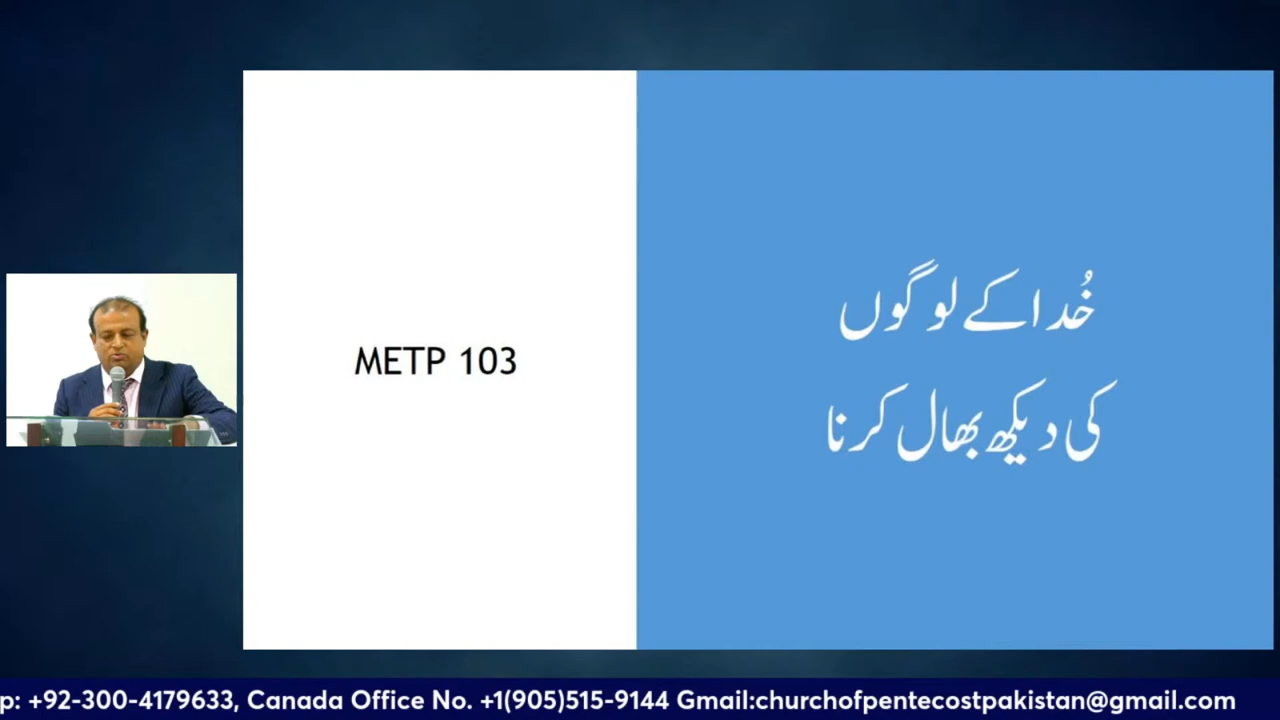 METP 103
خُدا کے لوگوں
کی دیکھ بھال کرنا
p: +92-300-4179633, Canada Office No. +1(905)515-9144 Gmail:churchofpentecostpakistan@gmail.com